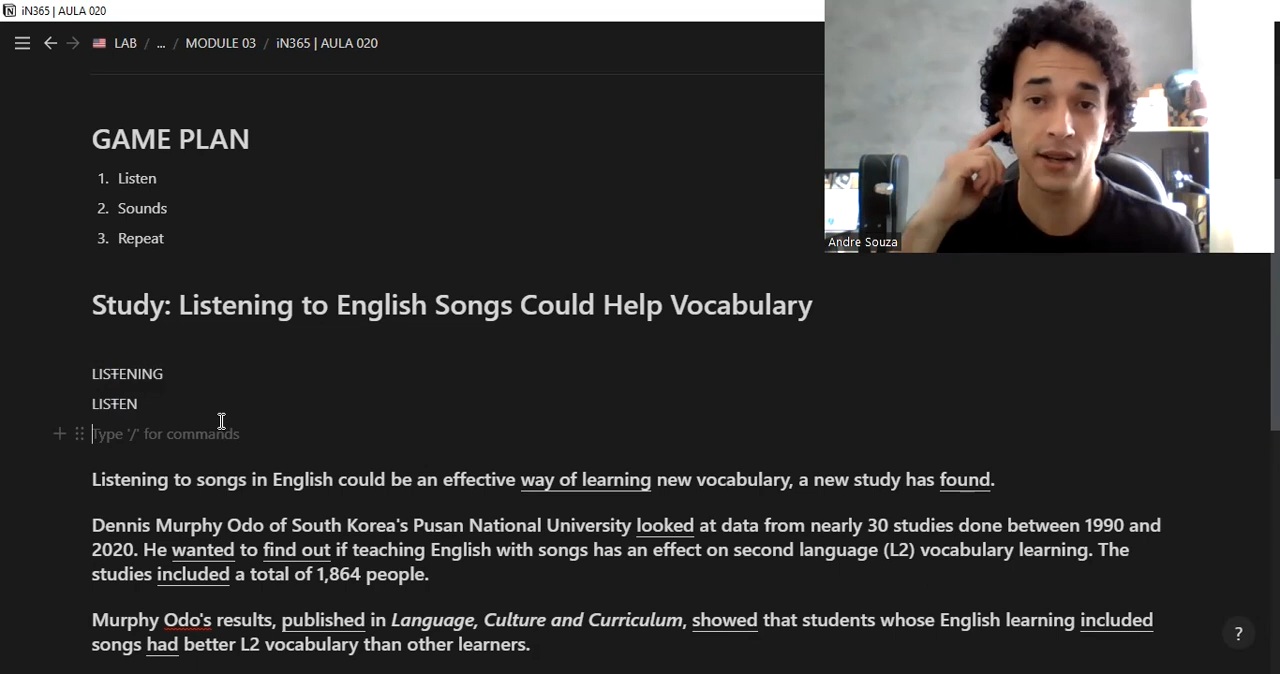 iN365 | AULA 020
LAB / ... / MODULE 03 / iN365 | AULA 020
Andre Souza
GAME PLAN
1. Listen
2. Sounds
3. Repeat
Study: Listening to English Songs Could Help Vocabulary
LISTENING
LISTEN
Type '/' for commands
Listening to songs in English could be an effective way of learning new vocabulary, a new study has found.
Dennis Murphy Odo of South Korea's Pusan National University looked at data from nearly 30 studies done between 1990 and
2020. He wanted to find out if teaching English with songs has an effect on second language (L2) vocabulary learning. The
studies included a total of 1,864 people.
Murphy Odo's results, published in Language, Culture and Curriculum, showed that students whose English learning included
songs had better L2 vocabulary than other learners.
?